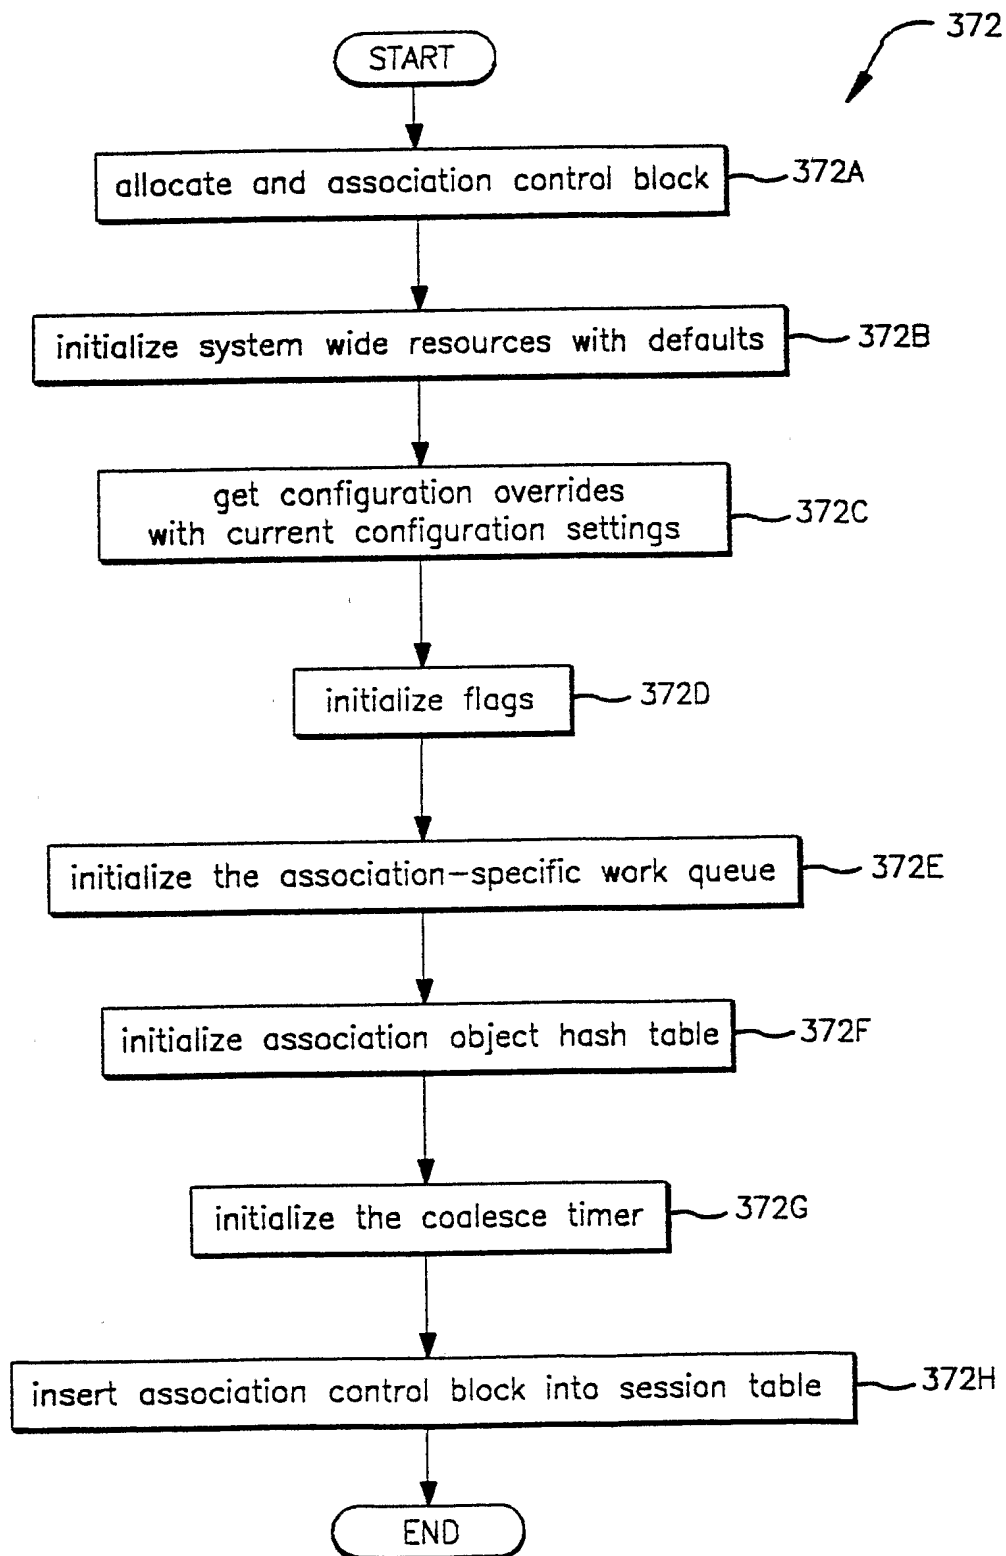 372
START
allocate and association control block
372A
initialize system wide resources with defaults
372B
get configuration overrides
with current configuration settings
372C
initialize flags
372D
initialize the association-specific work queue
372E
initialize association object hash table
372F
initialize the coalesce timer
372G
insert association control block into session table
372H
END